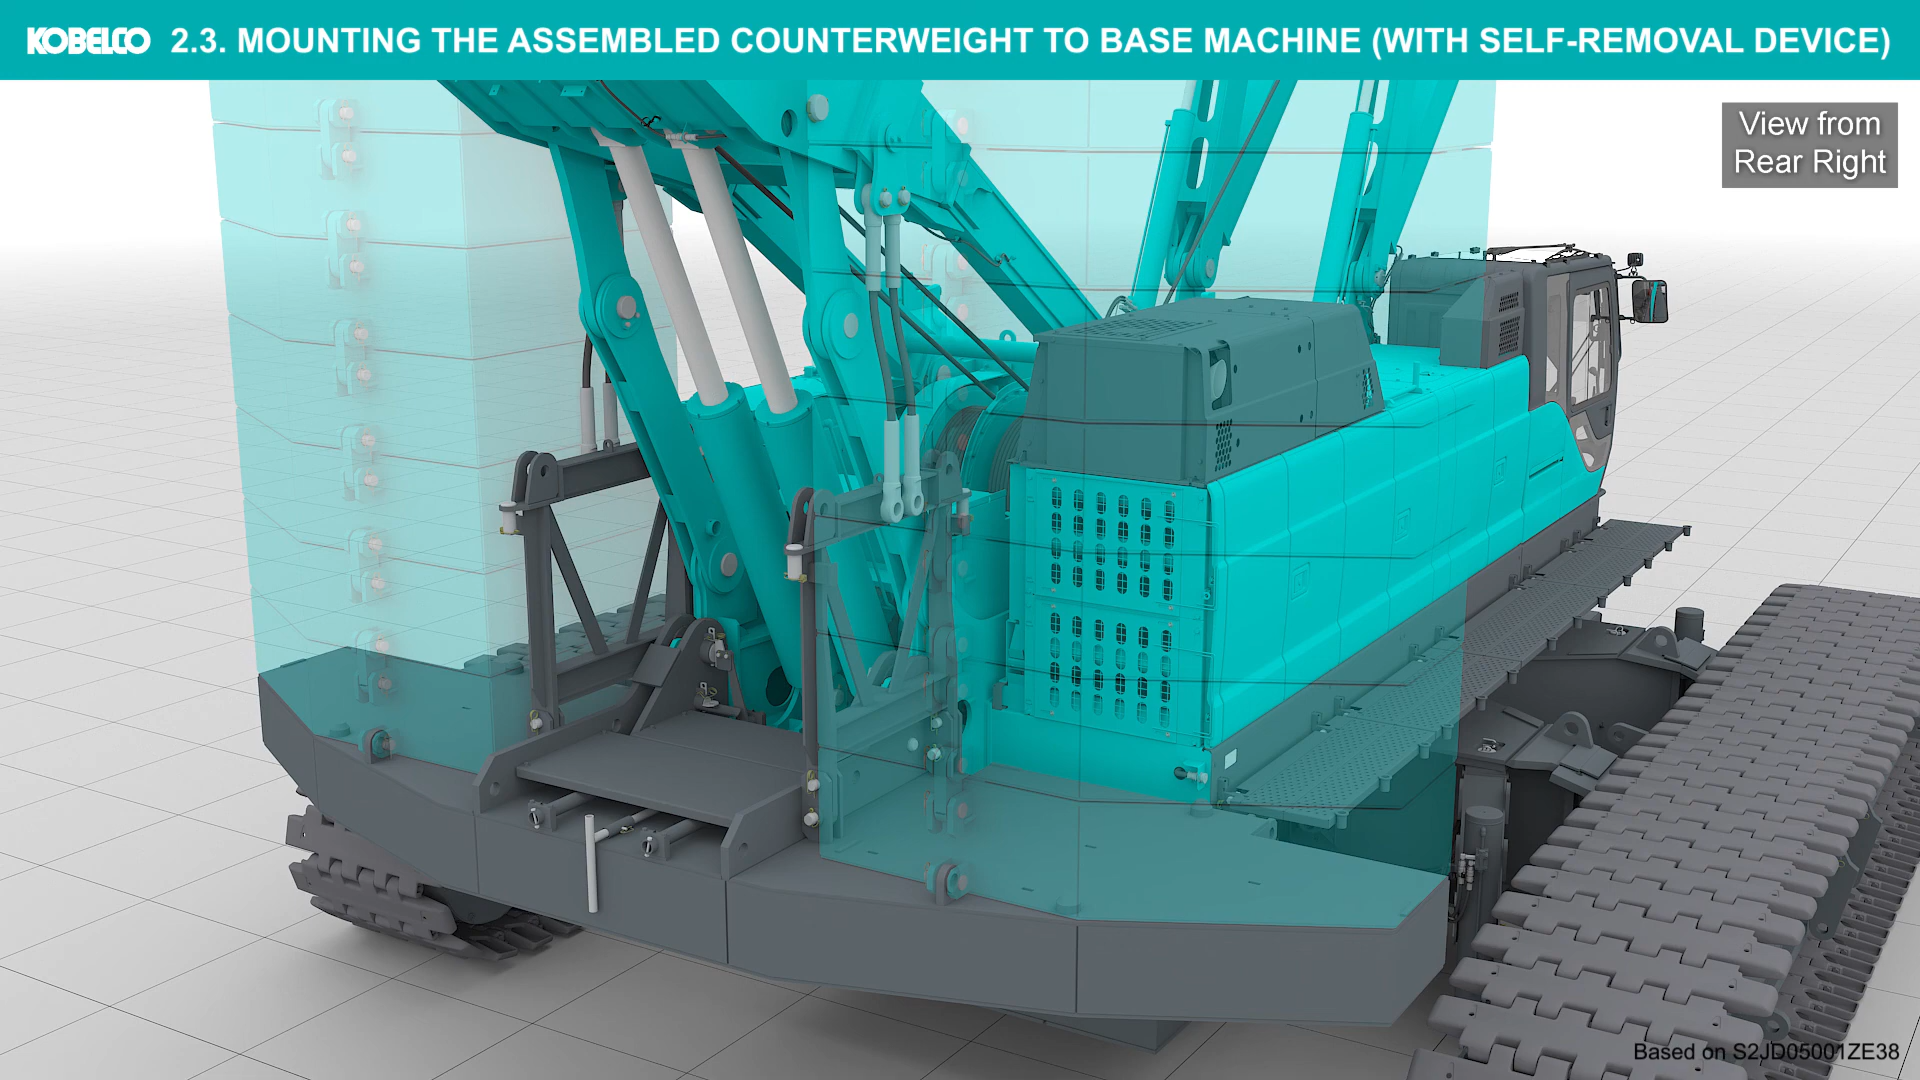 KOBELCO 2.3. MOUNTING THE ASSEMBLED COUNTERWEIGHT TO BASE MACHINE (WITH SELF-REMOVAL DEVICE)
View from
Rear Right
Based on S2JD05001ZE38